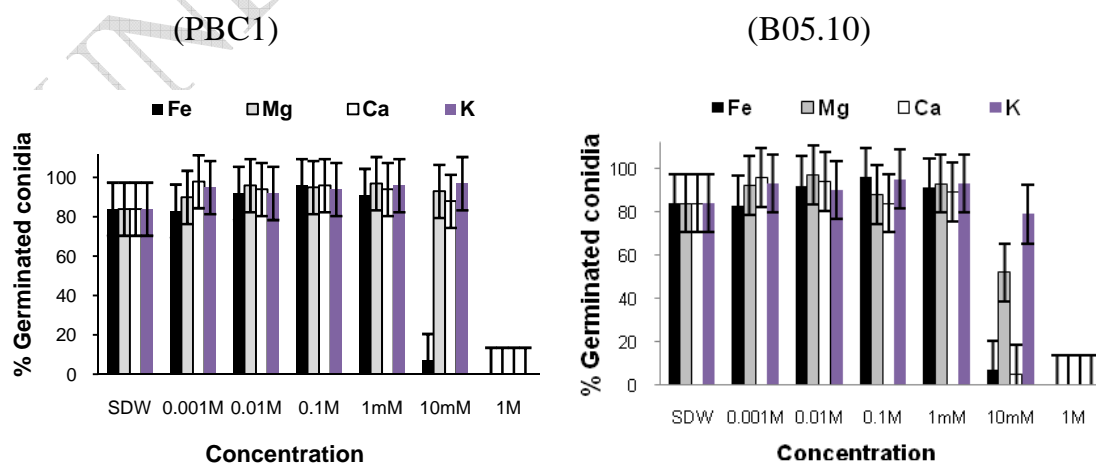 (PBC1)
(B05.10)
Fe Mg Ca K
% Germinated conidia
100
80
60
40
20
0
SDW 0.001M 0.01M 0.1M 1mM 10mM 1M
Concentration
Fe Mg Ca K
% Germinated conidia
100
80
60
40
20
0
SDW 0.001M 0.01M 0.1M 1mM 10mM 1M
Concentration